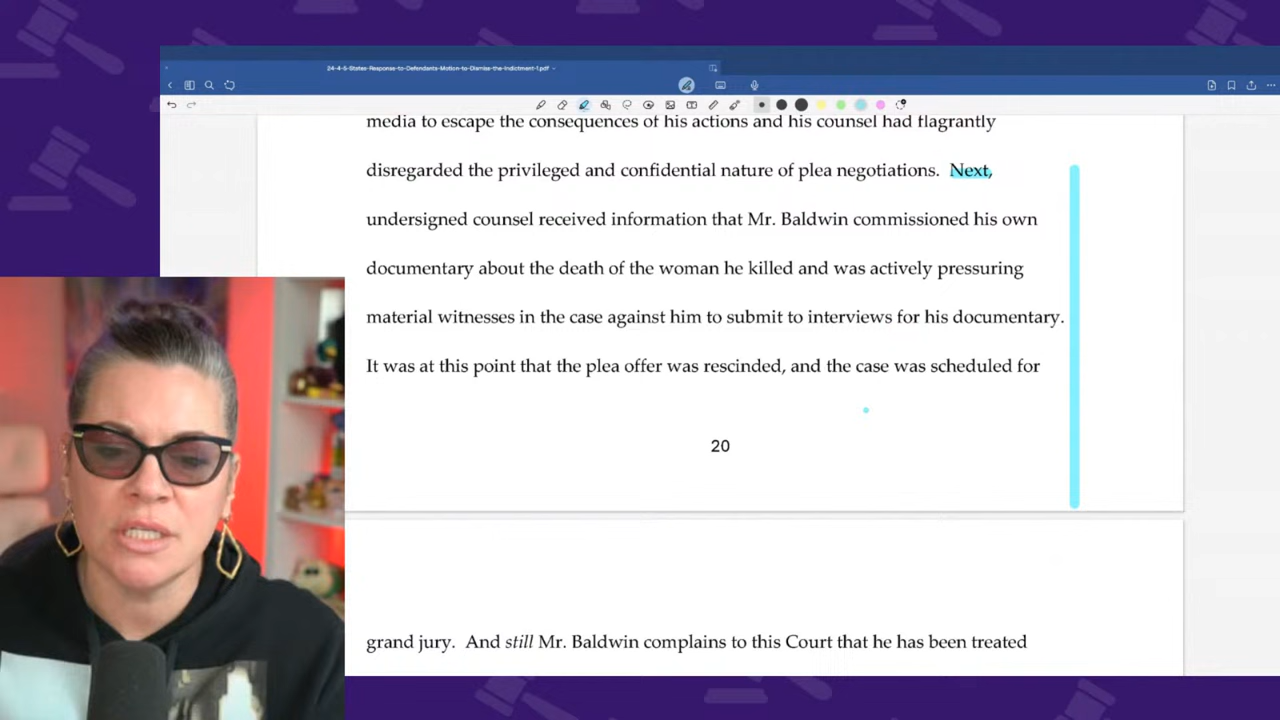 24-4-5-States-Response-to-Defendants-Motion-to-Dismiss-the-Indictment-1.pdf
media to escape the consequences of his actions and his counsel had flagrantly
disregarded the privileged and confidential nature of plea negotiations. Next,
undersigned counsel received information that Mr. Baldwin commissioned his own
documentary about the death of the woman he killed and was actively pressuring
material witnesses in the case against him to submit to interviews for his documentary.
It was at this point that the plea offer was rescinded, and the case was scheduled for
20
grand jury. And still Mr. Baldwin complains to this Court that he has been treated